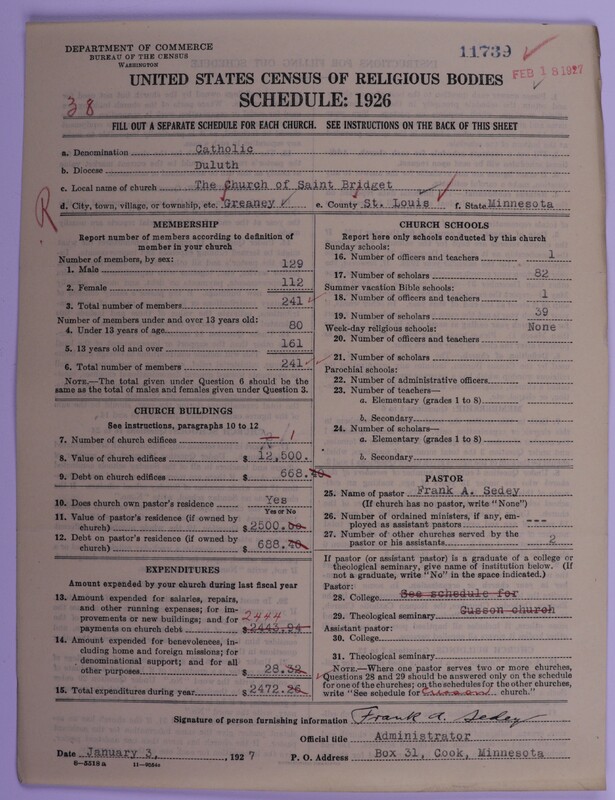 DEPARTMENT OF COMMERCE
BUREAU OF THE CENSUS
WASHINGTON
11739
FEB 18 1927
UNITED STATES CENSUS OF RELIGIOUS BODIES
SCHEDULE: 1926
38
FILL OUT A SEPARATE SCHEDULE FOR EACH CHURCH. SEE INSTRUCTIONS ON THE BACK OF THIS SHEET
a. Denomination Catholic
b. Diocese Duluth
c. Local name of church The Church of Saint Bridget
d. City, town, village, or township, etc. Greaney e. County St. Louis f. State Minnesota
R
MEMBERSHIP
Report number of members according to definition of
member in your church
Number of members, by sex:
1. Male 129
2. Female 112
3. Total number of members 241
Number of members under and over 13 years old:
4. Under 13 years of age 80
5. 13 years old and over 161
6. Total number of members 241
NOTE.—The total given under Question 6 should be the
same as the total of males and females given under Question 3.
CHURCH BUILDINGS
See instructions, paragraphs 10 to 12
7. Number of church edifices 1
8. Value of church edifices $ 12,500.
9. Debt on church edifices $ 668.40
10. Does church own pastor's residence Yes
Yes or No
11. Value of pastor's residence (if owned by
church) $ 2500.00
12. Debt on pastor's residence (if owned by
church) $ 688.40
EXPENDITURES
Amount expended by your church during last fiscal year
13. Amount expended for salaries, repairs,
and other running expenses; for im-
provements or new buildings; and for 2444
payments on church debt $ 2443.94
14. Amount expended for benevolences, in-
cluding home and foreign missions; for
denominational support; and for all
other purposes $ 28.32
15. Total expenditures during year $ 2472.26
CHURCH SCHOOLS
Report here only schools conducted by this church
Sunday schools:
16. Number of officers and teachers 1
17. Number of scholars 82
Summer vacation Bible schools:
18. Number of officers and teachers 1
19. Number of scholars 39
Week-day religious schools: None
20. Number of officers and teachers
21. Number of scholars
Parochial schools:
22. Number of administrative officers
23. Number of teachers—
a. Elementary (grades 1 to 8)
b. Secondary
24. Number of scholars—
a. Elementary (grades 1 to 8)
b. Secondary
PASTOR
25. Name of pastor Frank A. Sedey
(If church has no pastor, write "None")
26. Number of ordained ministers, if any, em-
ployed as assistant pastors ---
27. Number of other churches served by the
pastor or his assistants 2
If pastor (or assistant pastor) is a graduate of a college or
theological seminary, give name of institution below. (If
not a graduate, write "No" in the space indicated.)
Pastor:
28. College See schedule for
29. Theological seminary Gusson church
Assistant pastor:
30. College
31. Theological seminary
NOTE.—Where one pastor serves two or more churches,
Questions 28 and 29 should be answered only on the schedule
for one of the churches; on the schedules for the other churches,
write "See schedule for church."
Signature of person furnishing information Frank A. Sedey
Official title Administrator
Date January 3, 1927 P. O. Address Box 31, Cook, Minnesota
8—5518 a